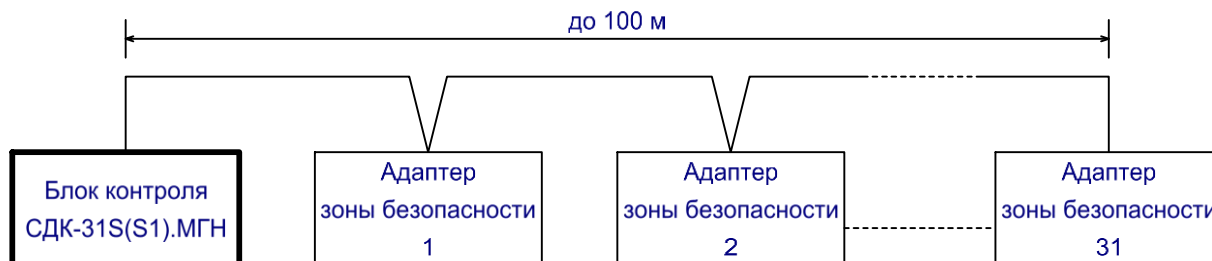 до 100 м
Блок контроля
СДК-31S(S1).МГН
Адаптер
зоны безопасности
1
Адаптер
зоны безопасности
2
Адаптер
зоны безопасности
31